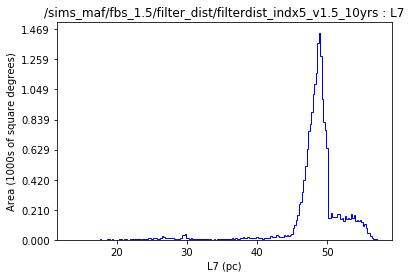 /sims_maf/fbs_1.5/filter_dist/filterdist_indx5_v1.5_10yrs : L7
1.469
1.259
1.049
0.839
0.629
0.420
0.210
0.000
Area (1000s of square degrees)
20 30 40 50
L7 (pc)